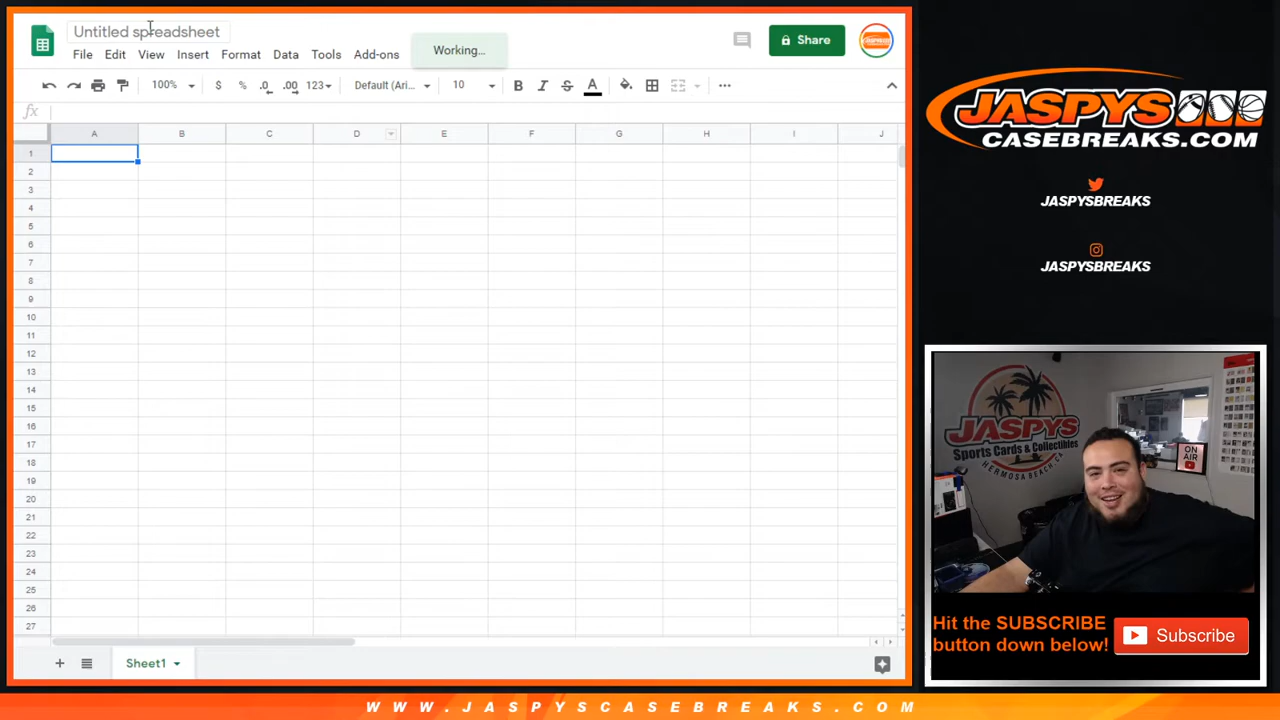 Untitled spreadsheet
File Edit View Insert Format Data Tools Add-ons
Working...
Share
100% $ % .0 .00 123 Default (Ari... 10 B I S A
fx
A B C D E F G H I J
1
2
3
4
5
6
7
8
9
10
11
12
13
14
15
16
17
18
19
20
21
22
23
24
25
26
27
Sheet1
JASPYS
CASEBREAKS.COM
JASPYSBREAKS
JASPYSBREAKS
JASPYS
Sports Cards & Collectibles
HERMOSA BEACH, CA
ON
AIR
Hit the SUBSCRIBE
button down below!
Subscribe
WWW.JASPYSCASEBREAKS.COM